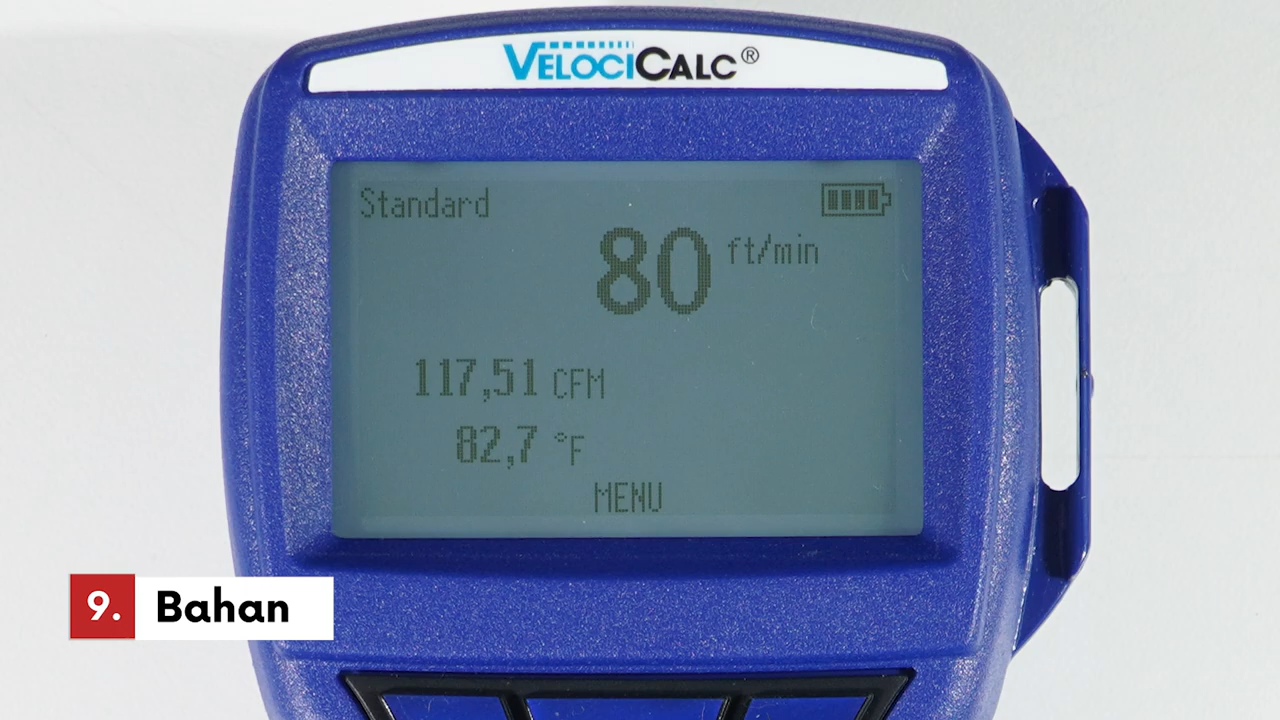 VELOCICALC®
Standard
80 ft/min
117,51 CFM
82,7 °F
MENU
9. Bahan